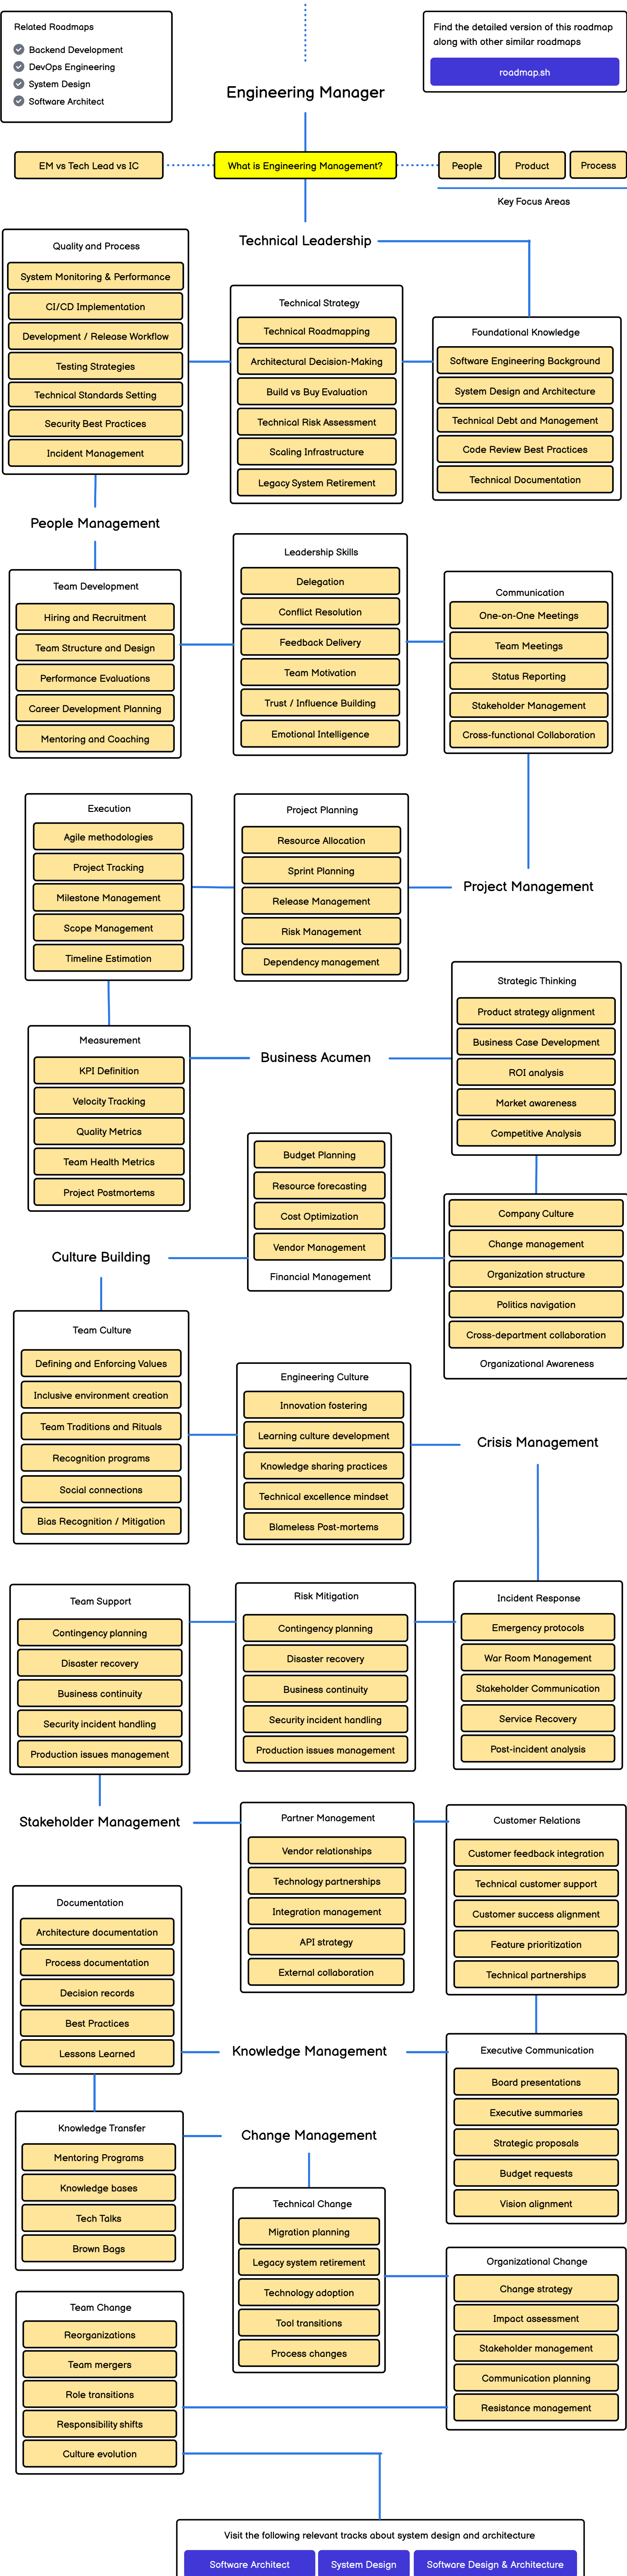 Related Roadmaps
Backend Development
DevOps Engineering
System Design
Software Architect
Find the detailed version of this roadmap
along with other similar roadmaps
roadmap.sh
Engineering Manager
EM vs Tech Lead vs IC
What is Engineering Management?
People
Product
Process
Key Focus Areas
Technical Leadership
Quality and Process
System Monitoring & Performance
CI/CD Implementation
Development / Release Workflow
Testing Strategies
Technical Standards Setting
Security Best Practices
Incident Management
Technical Strategy
Technical Roadmapping
Architectural Decision-Making
Build vs Buy Evaluation
Technical Risk Assessment
Scaling Infrastructure
Legacy System Retirement
Foundational Knowledge
Software Engineering Background
System Design and Architecture
Technical Debt and Management
Code Review Best Practices
Technical Documentation
People Management
Team Development
Hiring and Recruitment
Team Structure and Design
Performance Evaluations
Career Development Planning
Mentoring and Coaching
Leadership Skills
Delegation
Conflict Resolution
Feedback Delivery
Team Motivation
Trust / Influence Building
Emotional Intelligence
Communication
One-on-One Meetings
Team Meetings
Status Reporting
Stakeholder Management
Cross-functional Collaboration
Execution
Agile methodologies
Project Tracking
Milestone Management
Scope Management
Timeline Estimation
Project Planning
Resource Allocation
Sprint Planning
Release Management
Risk Management
Dependency management
Project Management
Strategic Thinking
Product strategy alignment
Business Case Development
ROI analysis
Market awareness
Competitive Analysis
Measurement
KPI Definition
Velocity Tracking
Quality Metrics
Team Health Metrics
Project Postmortems
Business Acumen
Budget Planning
Resource forecasting
Cost Optimization
Vendor Management
Financial Management
Company Culture
Change management
Organization structure
Politics navigation
Cross-department collaboration
Organizational Awareness
Culture Building
Team Culture
Defining and Enforcing Values
Inclusive environment creation
Team Traditions and Rituals
Recognition programs
Social connections
Bias Recognition / Mitigation
Engineering Culture
Innovation fostering
Learning culture development
Knowledge sharing practices
Technical excellence mindset
Blameless Post-mortems
Crisis Management
Team Support
Contingency planning
Disaster recovery
Business continuity
Security incident handling
Production issues management
Risk Mitigation
Contingency planning
Disaster recovery
Business continuity
Security incident handling
Production issues management
Incident Response
Emergency protocols
War Room Management
Stakeholder Communication
Service Recovery
Post-incident analysis
Stakeholder Management
Partner Management
Vendor relationships
Technology partnerships
Integration management
API strategy
External collaboration
Customer Relations
Customer feedback integration
Technical customer support
Customer success alignment
Feature prioritization
Technical partnerships
Documentation
Architecture documentation
Process documentation
Decision records
Best Practices
Lessons Learned
Knowledge Management
Executive Communication
Board presentations
Executive summaries
Strategic proposals
Budget requests
Vision alignment
Knowledge Transfer
Mentoring Programs
Knowledge bases
Tech Talks
Brown Bags
Change Management
Technical Change
Migration planning
Legacy system retirement
Technology adoption
Tool transitions
Process changes
Organizational Change
Change strategy
Impact assessment
Stakeholder management
Communication planning
Resistance management
Team Change
Reorganizations
Team mergers
Role transitions
Responsibility shifts
Culture evolution
Visit the following relevant tracks about system design and architecture
Software Architect
System Design
Software Design & Architecture